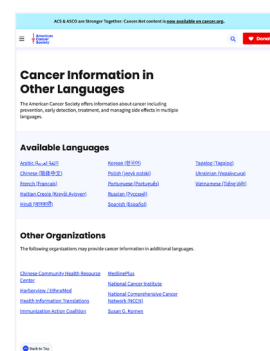 ACS & ASCO are Stronger Together: Cancer.Net content is now available on cancer.org.
American
Cancer
Society
Donate
Cancer Information in
Other Languages
The American Cancer Society offers information about cancer including
prevention, early detection, treatment, and managing side effects in multiple
languages.
Available Languages
Arabic (اللغة العربية)
Chinese (简体中文)
French (Français)
Haitian Creole (Kreyòl Ayisyen)
Hindi (मानक हिन्दी)
Korean (한국어)
Polish (język polski)
Portuguese (Português)
Russian (Русский)
Spanish (Español)
Tagalog (Tagalog)
Ukrainian (Українська)
Vietnamese (Tiếng Việt)
Other Organizations
The following organizations may provide cancer information in additional languages.
Chinese Community Health Resource
Center
Harborview / EthnoMed
Health Information Translations
Immunization Action Coalition
MedlinePlus
National Cancer Institute
National Comprehensive Cancer
Network (NCCN)
Susan G. Komen
Back to Top